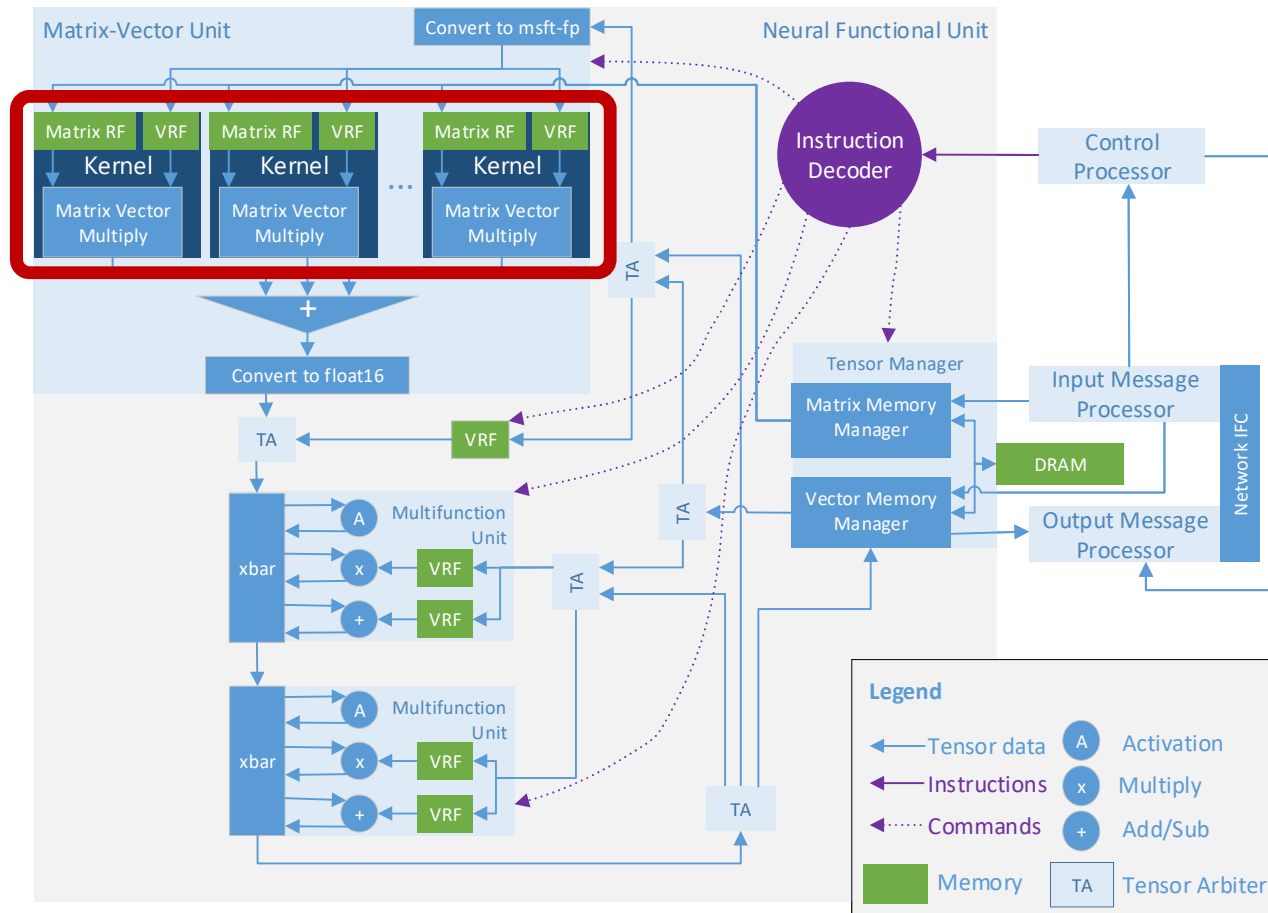 Matrix-Vector Unit
Convert to msft-fp
Neural Functional Unit
Matrix RF
VRF
Matrix RF
VRF
Matrix RF
VRF
Kernel
Kernel
Kernel
...
Matrix Vector
Multiply
Matrix Vector
Multiply
Matrix Vector
Multiply
Instruction
Decoder
Control
Processor
TA
+
Convert to float16
TA
VRF
Tensor Manager
Matrix Memory
Manager
Vector Memory
Manager
Input Message
Processor
DRAM
Output Message
Processor
Network IFC
TA
TA
xbar
A
x
+
Multifunction
Unit
VRF
VRF
xbar
A
x
+
Multifunction
Unit
VRF
VRF
TA
Legend
Tensor data
A
Activation
Instructions
x
Multiply
Commands
+
Add/Sub
Memory
TA
Tensor Arbiter